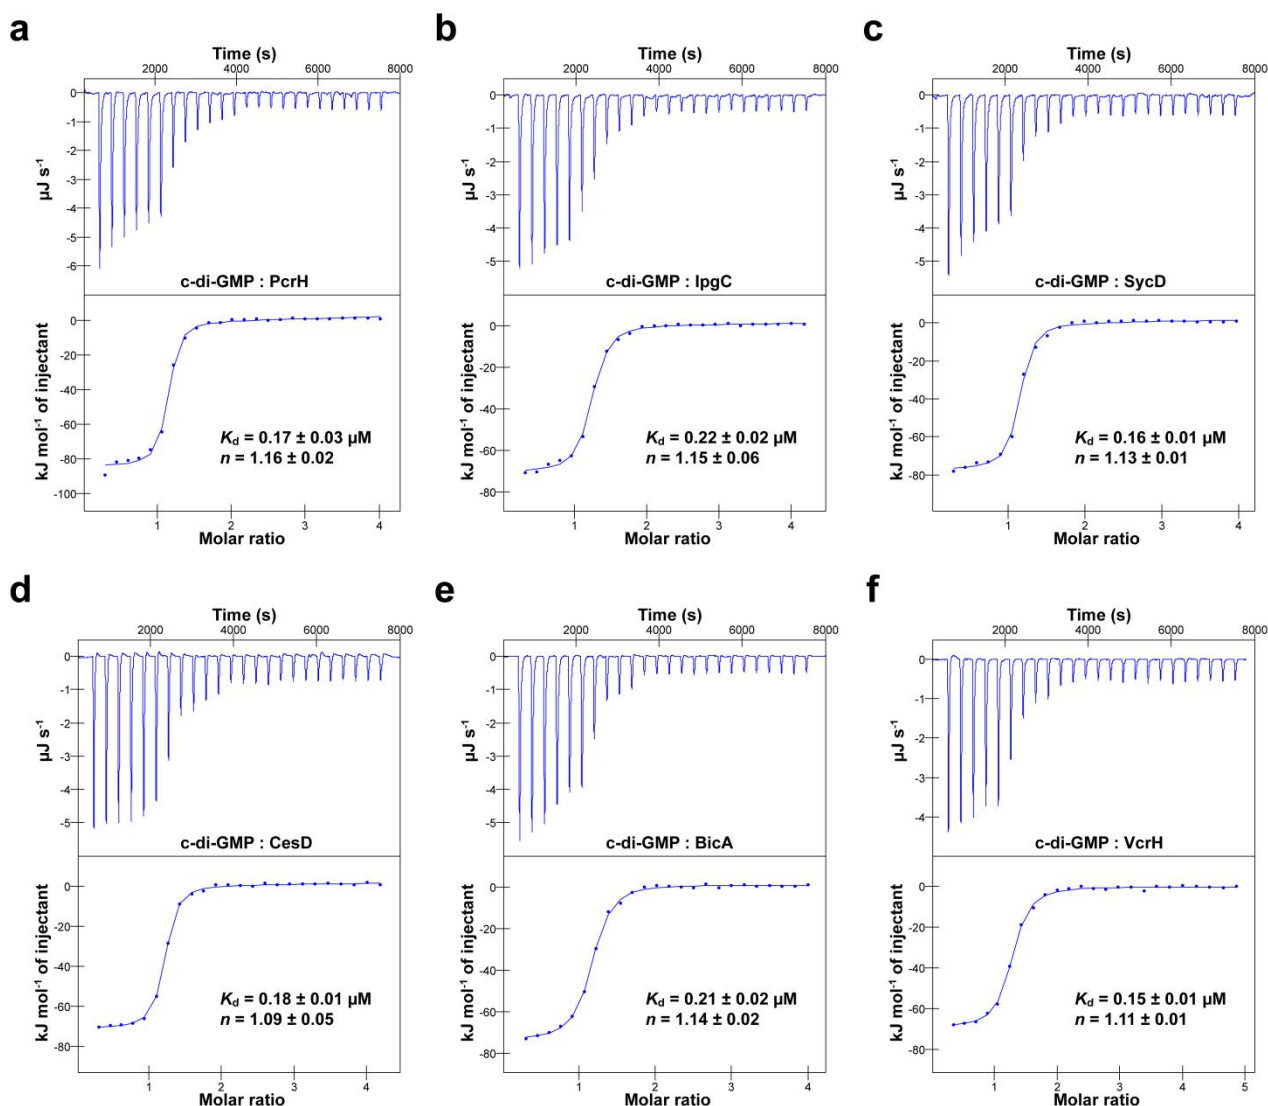 a
Time (s)
2000 4000 6000 8000
0
-1
-2
-3
-4
-5
-6
µJ s⁻¹
c-di-GMP : PcrH
0
-20
-40
-60
-80
-100
kJ mol⁻¹ of injectant
Kd = 0.17 ± 0.03 µM
n = 1.16 ± 0.02
1 2 3 4
Molar ratio
b
Time (s)
2000 4000 6000 8000
0
-1
-2
-3
-4
-5
µJ s⁻¹
c-di-GMP : IpgC
0
-20
-40
-60
-80
kJ mol⁻¹ of injectant
Kd = 0.22 ± 0.02 µM
n = 1.15 ± 0.06
1 2 3 4
Molar ratio
c
Time (s)
2000 4000 6000 8000
0
-1
-2
-3
-4
-5
µJ s⁻¹
c-di-GMP : SycD
0
-20
-40
-60
-80
kJ mol⁻¹ of injectant
Kd = 0.16 ± 0.01 µM
n = 1.13 ± 0.01
1 2 3 4
Molar ratio
d
Time (s)
2000 4000 6000 8000
0
-1
-2
-3
-4
-5
µJ s⁻¹
c-di-GMP : CesD
0
-20
-40
-60
-80
kJ mol⁻¹ of injectant
Kd = 0.18 ± 0.01 µM
n = 1.09 ± 0.05
1 2 3 4
Molar ratio
e
Time (s)
2000 4000 6000 8000
0
-1
-2
-3
-4
-5
µJ s⁻¹
c-di-GMP : BicA
0
-20
-40
-60
-80
kJ mol⁻¹ of injectant
Kd = 0.21 ± 0.02 µM
n = 1.14 ± 0.02
1 2 3 4
Molar ratio
f
Time (s)
2000 4000 6000 8000
0
-1
-2
-3
-4
µJ s⁻¹
c-di-GMP : VcrH
0
-20
-40
-60
-80
kJ mol⁻¹ of injectant
Kd = 0.15 ± 0.01 µM
n = 1.11 ± 0.01
1 2 3 4 5
Molar ratio